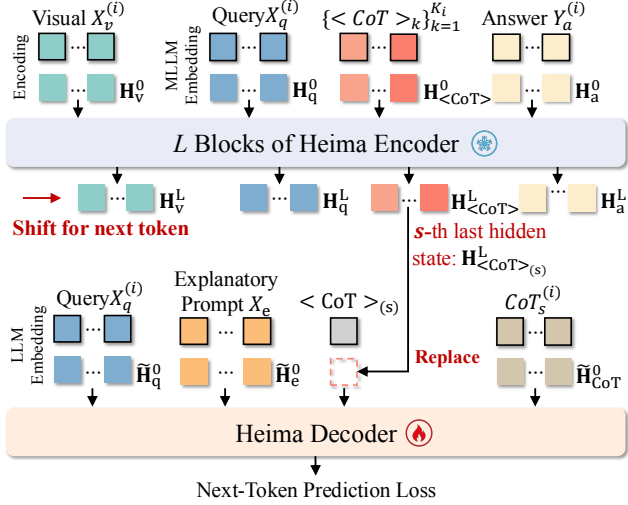 Visual $X_v^{(i)}$ Query$X_q^{(i)}$ $\{<CoT>_k\}_{k=1}^{K_i}$ Answer $Y_a^{(i)}$
Encoding
MLLM
Embedding
$\mathbf{H}_v^0$ $\mathbf{H}_q^0$ $\mathbf{H}_{<CoT>}^0$ $\mathbf{H}_a^0$
$L$ Blocks of Heima Encoder
$\mathbf{H}_v^L$ $\mathbf{H}_q^L$ $\mathbf{H}_{<CoT>}^L$ $\mathbf{H}_a^L$
Shift for next token
s-th last hidden
state: $\mathbf{H}_{<CoT>_{(s)}}^L$
Query$X_q^{(i)}$
Explanatory
Prompt $X_e$
$<CoT>_{(s)}$
$CoT_s^{(i)}$
LLM
Embedding
Replace
$\widetilde{\mathbf{H}}_q^0$ $\widetilde{\mathbf{H}}_e^0$ $\widetilde{\mathbf{H}}_{CoT}^0$
Heima Decoder
Next-Token Prediction Loss